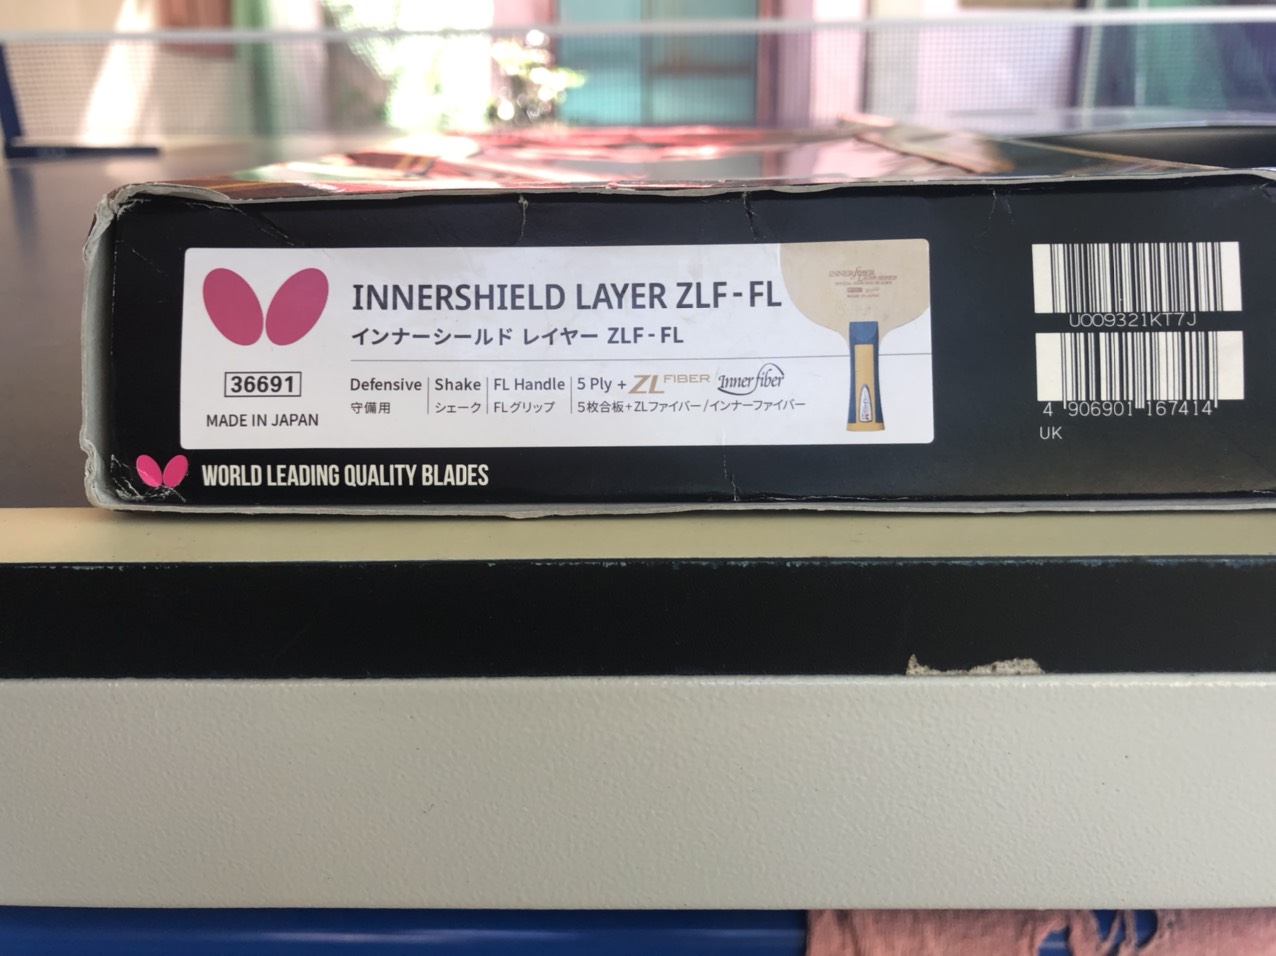 INNERSHIELD LAYER ZLF-FL
インナーシールド レイヤー ZLF-FL
36691
MADE IN JAPAN
Defensive Shake FL Handle 5 Ply + ZL FIBER Innerfiber
守備用 シェーク FLグリップ 5枚合板+ZLファイバー/インナーファイバー
WORLD LEADING QUALITY BLADES
U009321KT7J
4 906901 167414
UK